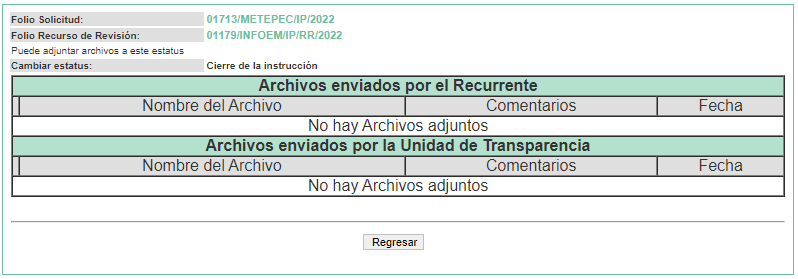 Folio Solicitud: 01713/METEPEC/IP/2022
Folio Recurso de Revisión: 01179/INFOEM/IP/RR/2022
Puede adjuntar archivos a este estatus
Cambiar estatus: Cierre de la instrucción
Archivos enviados por el Recurrente
Nombre del Archivo Comentarios Fecha
No hay Archivos adjuntos
Archivos enviados por la Unidad de Transparencia
Nombre del Archivo Comentarios Fecha
No hay Archivos adjuntos
Regresar